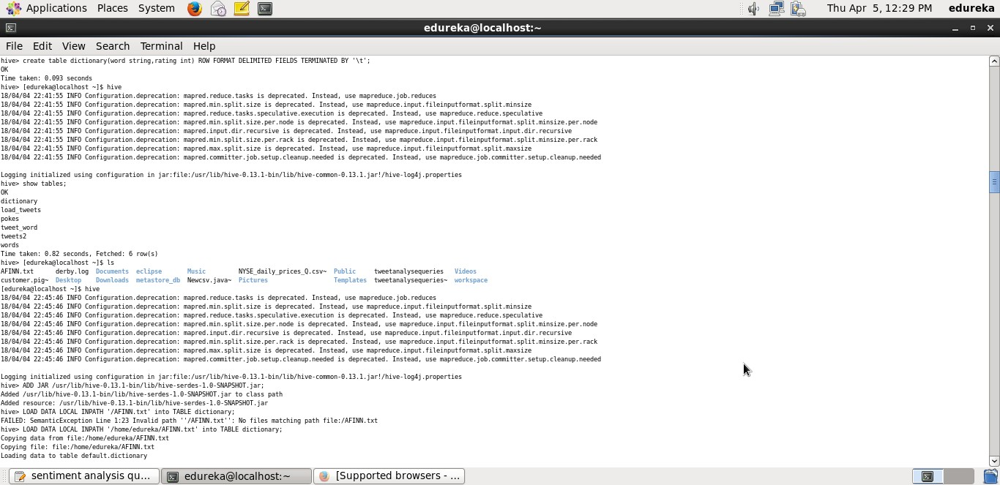 Applications Places System Thu Apr 5, 12:29 PM edureka
edureka@localhost:~
File Edit View Search Terminal Help
hive> create table dictionary(word string,rating int) ROW FORMAT DELIMITED FIELDS TERMINATED BY '\t';
OK
Time taken: 0.093 seconds
hive> [edureka@localhost ~]$ hive
18/04/04 22:41:55 INFO Configuration.deprecation: mapred.reduce.tasks is deprecated. Instead, use mapreduce.job.reduces
18/04/04 22:41:55 INFO Configuration.deprecation: mapred.min.split.size is deprecated. Instead, use mapreduce.input.fileinputformat.split.minsize
18/04/04 22:41:55 INFO Configuration.deprecation: mapred.reduce.tasks.speculative.execution is deprecated. Instead, use mapreduce.reduce.speculative
18/04/04 22:41:55 INFO Configuration.deprecation: mapred.min.split.size.per.node is deprecated. Instead, use mapreduce.input.fileinputformat.split.minsize.per.node
18/04/04 22:41:55 INFO Configuration.deprecation: mapred.input.dir.recursive is deprecated. Instead, use mapreduce.input.fileinputformat.input.dir.recursive
18/04/04 22:41:55 INFO Configuration.deprecation: mapred.min.split.size.per.rack is deprecated. Instead, use mapreduce.input.fileinputformat.split.minsize.per.rack
18/04/04 22:41:55 INFO Configuration.deprecation: mapred.max.split.size is deprecated. Instead, use mapreduce.input.fileinputformat.split.maxsize
18/04/04 22:41:55 INFO Configuration.deprecation: mapred.committer.job.setup.cleanup.needed is deprecated. Instead, use mapreduce.job.committer.setup.cleanup.needed
Logging initialized using configuration in jar:file:/usr/lib/hive-0.13.1-bin/lib/hive-common-0.13.1.jar!/hive-log4j.properties
hive> show tables;
OK
dictionary
load_tweets
pokes
tweet_word
tweets2
words
Time taken: 0.82 seconds, Fetched: 6 row(s)
hive> [edureka@localhost ~]$ ls
AFINN.txt derby.log Documents eclipse Music NYSE_daily_prices_Q.csv~ Public tweetanalysequeries Videos
customer.pig~ Desktop Downloads metastore_db Newcsv.java~ Pictures Templates tweetanalysequeries~ workspace
[edureka@localhost ~]$ hive
18/04/04 22:45:46 INFO Configuration.deprecation: mapred.reduce.tasks is deprecated. Instead, use mapreduce.job.reduces
18/04/04 22:45:46 INFO Configuration.deprecation: mapred.min.split.size is deprecated. Instead, use mapreduce.input.fileinputformat.split.minsize
18/04/04 22:45:46 INFO Configuration.deprecation: mapred.reduce.tasks.speculative.execution is deprecated. Instead, use mapreduce.reduce.speculative
18/04/04 22:45:46 INFO Configuration.deprecation: mapred.min.split.size.per.node is deprecated. Instead, use mapreduce.input.fileinputformat.split.minsize.per.node
18/04/04 22:45:46 INFO Configuration.deprecation: mapred.input.dir.recursive is deprecated. Instead, use mapreduce.input.fileinputformat.input.dir.recursive
18/04/04 22:45:46 INFO Configuration.deprecation: mapred.min.split.size.per.rack is deprecated. Instead, use mapreduce.input.fileinputformat.split.minsize.per.rack
18/04/04 22:45:46 INFO Configuration.deprecation: mapred.max.split.size is deprecated. Instead, use mapreduce.input.fileinputformat.split.maxsize
18/04/04 22:45:46 INFO Configuration.deprecation: mapred.committer.job.setup.cleanup.needed is deprecated. Instead, use mapreduce.job.committer.setup.cleanup.needed
Logging initialized using configuration in jar:file:/usr/lib/hive-0.13.1-bin/lib/hive-common-0.13.1.jar!/hive-log4j.properties
hive> ADD JAR /usr/lib/hive-0.13.1-bin/lib/hive-serdes-1.0-SNAPSHOT.jar;
Added /usr/lib/hive-0.13.1-bin/lib/hive-serdes-1.0-SNAPSHOT.jar to class path
Added resource: /usr/lib/hive-0.13.1-bin/lib/hive-serdes-1.0-SNAPSHOT.jar
hive> LOAD DATA LOCAL INPATH '/AFINN.txt' into TABLE dictionary;
FAILED: SemanticException Line 1:23 Invalid path ''/AFINN.txt'': No files matching path file:/AFINN.txt
hive> LOAD DATA LOCAL INPATH '/home/edureka/AFINN.txt' into TABLE dictionary;
Copying data from file:/home/edureka/AFINN.txt
Copying file: file:/home/edureka/AFINN.txt
Loading data to table default.dictionary
sentiment analysis qu... edureka@localhost:~ [Supported browsers - ...